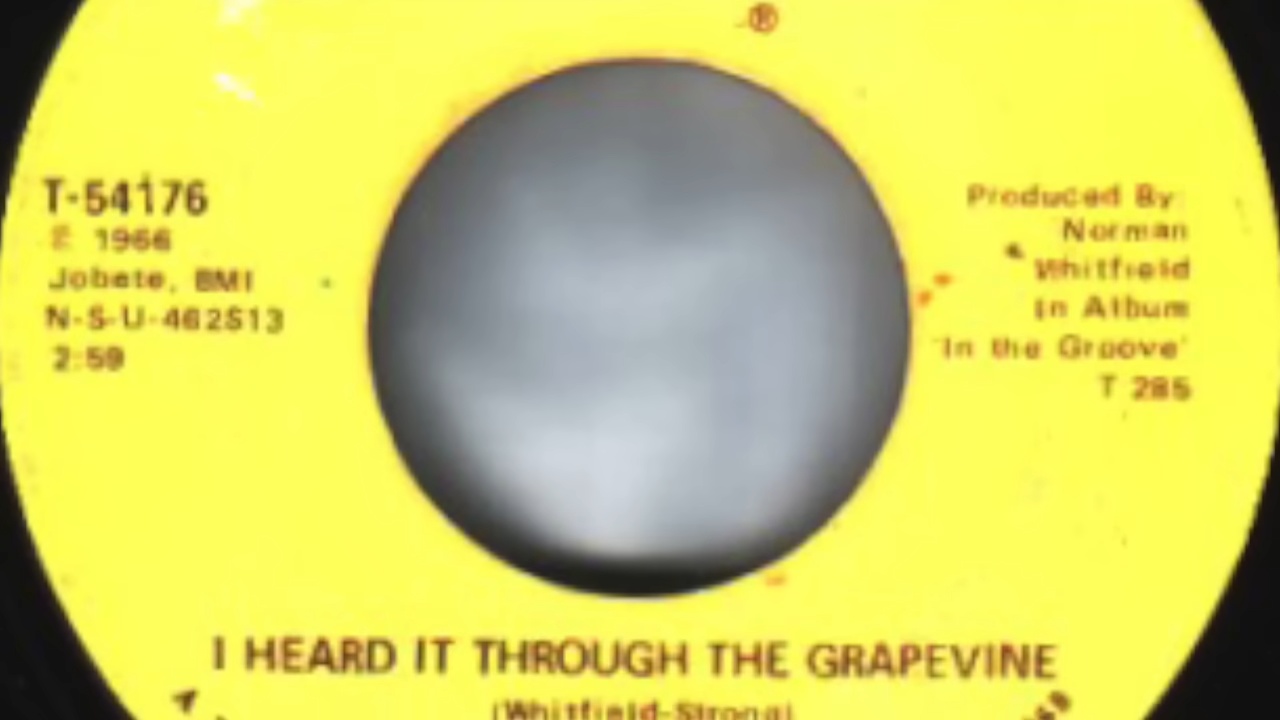 ®
T-54176
℗ 1966
Jobete, BMI
N-S-U-462S13
2:59
Produced By:
Norman
Whitfield
In Album
'In the Groove'
T 285
I HEARD IT THROUGH THE GRAPEVINE
(Whitfield-Strong)